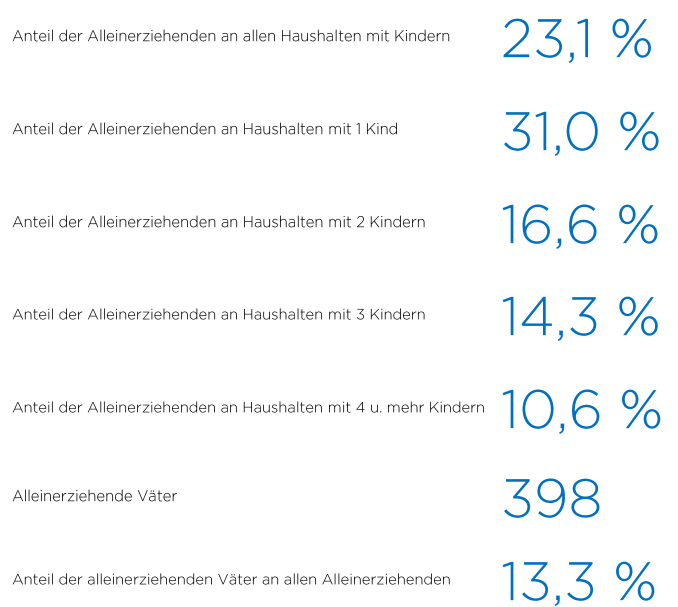 Anteil der Alleinerziehenden an allen Haushalten mit Kindern 23,1 %
Anteil der Alleinerziehenden an Haushalten mit 1 Kind 31,0 %
Anteil der Alleinerziehenden an Haushalten mit 2 Kindern 16,6 %
Anteil der Alleinerziehenden an Haushalten mit 3 Kindern 14,3 %
Anteil der Alleinerziehenden an Haushalten mit 4 u. mehr Kindern 10,6 %
Alleinerziehende Väter 398
Anteil der alleinerziehenden Väter an allen Alleinerziehenden 13,3 %